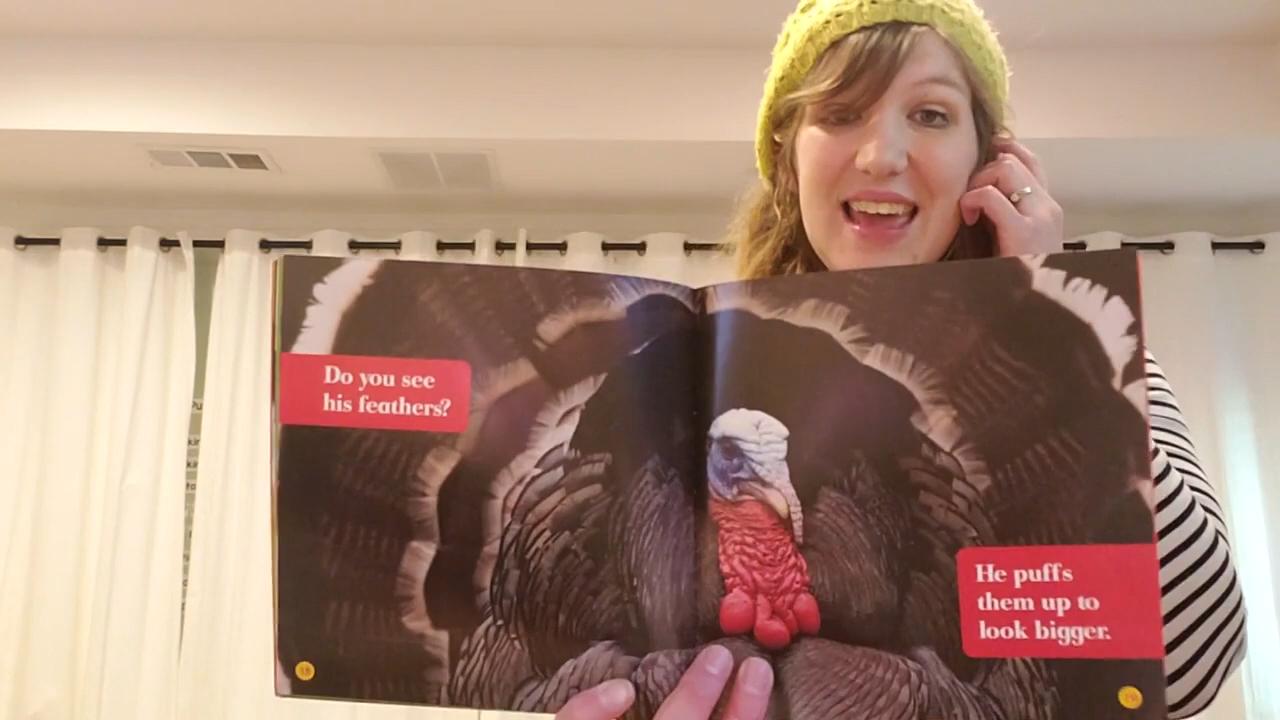 Do you see
his feathers?
He puffs
them up to
look bigger.